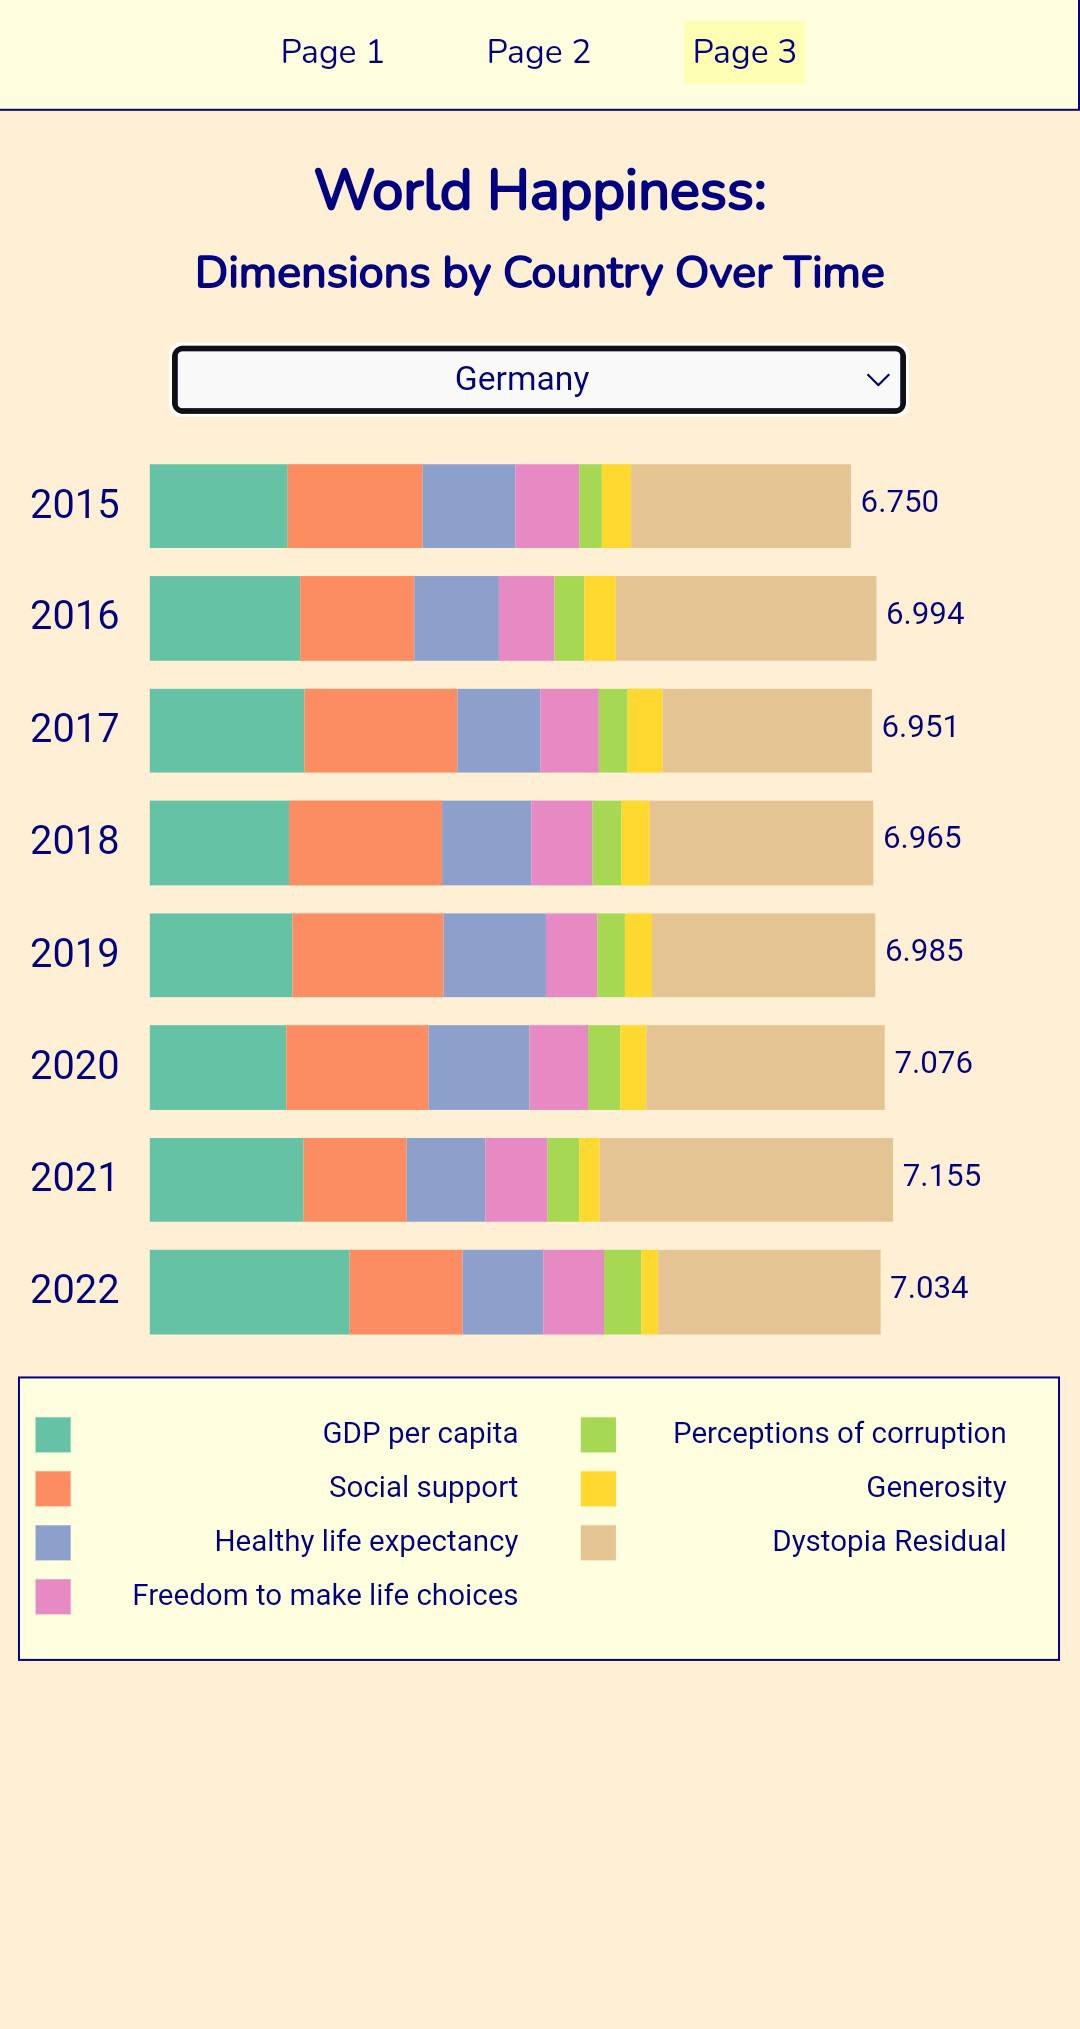 Page 1 Page 2 Page 3
World Happiness:
Dimensions by Country Over Time
Germany
2015 6.750
2016 6.994
2017 6.951
2018 6.965
2019 6.985
2020 7.076
2021 7.155
2022 7.034
GDP per capita
Social support
Healthy life expectancy
Freedom to make life choices
Perceptions of corruption
Generosity
Dystopia Residual